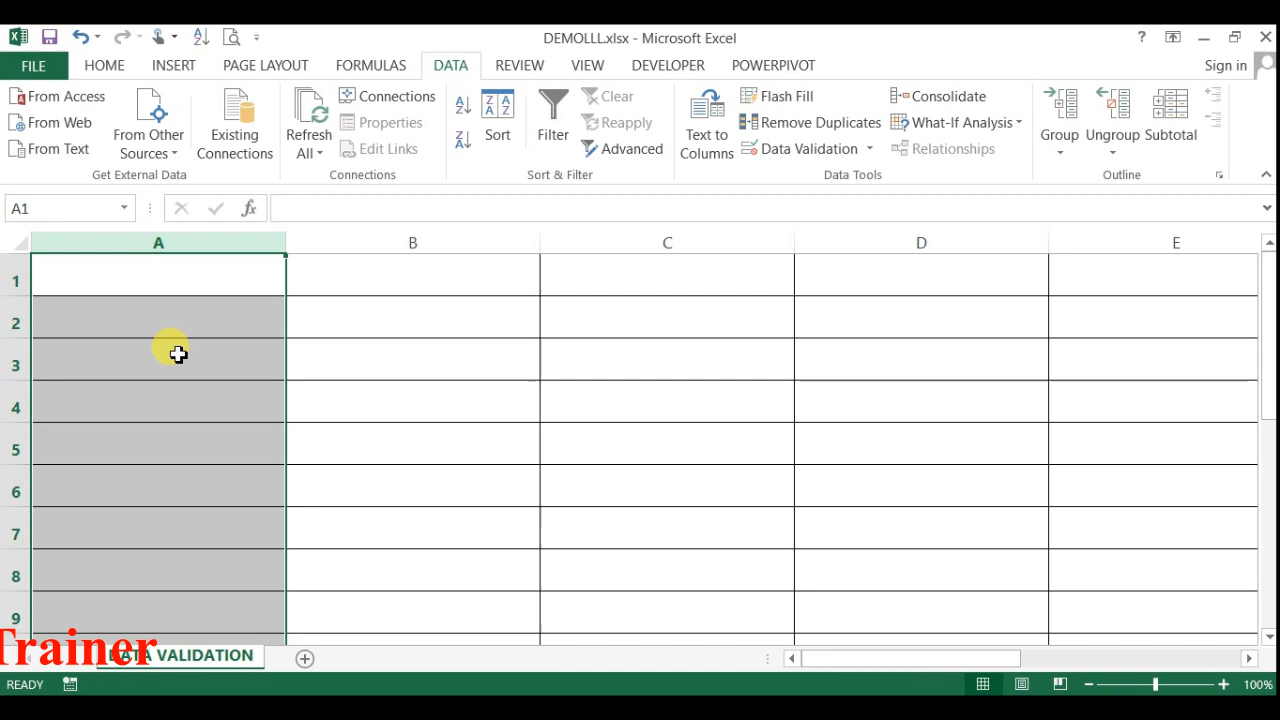 DEMOLLL.xlsx - Microsoft Excel
?
FILE HOME INSERT PAGE LAYOUT FORMULAS DATA REVIEW VIEW DEVELOPER POWERPIVOT Sign in
From Access
From Web
From Text
From Other Sources
Existing Connections
Get External Data
Refresh All
Connections
Properties
Edit Links
Connections
Sort
Filter
Clear
Reapply
Advanced
Sort & Filter
Text to Columns
Flash Fill
Remove Duplicates
Data Validation
Consolidate
What-If Analysis
Relationships
Data Tools
Group
Ungroup
Subtotal
Outline
A1 fx
A B C D E
1
2
3
4
5
6
7
8
9
Trainer
DATA VALIDATION
READY 100%